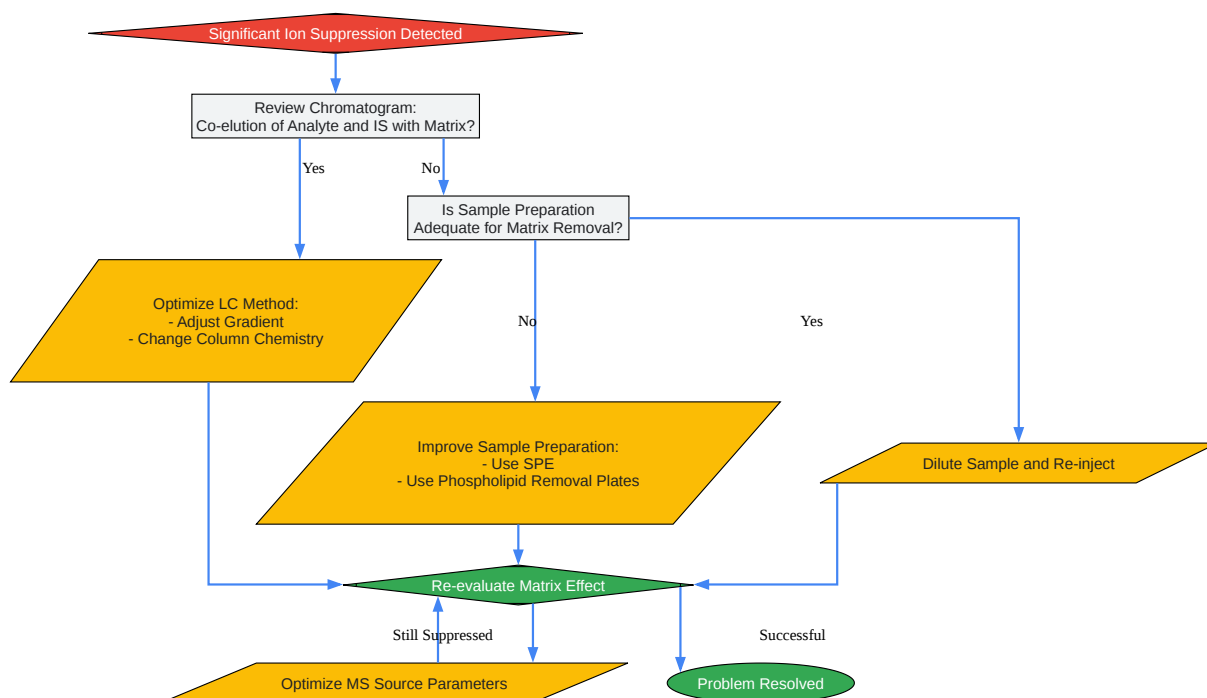 Significant Ion Suppression Detected
Review Chromatogram:
Co-elution of Analyte and IS with Matrix?
Yes
No
Is Sample Preparation
Adequate for Matrix Removal?
Optimize LC Method:
- Adjust Gradient
- Change Column Chemistry
No
Yes
Improve Sample Preparation:
- Use SPE
- Use Phospholipid Removal Plates
Dilute Sample and Re-inject
Re-evaluate Matrix Effect
Still Suppressed
Successful
Optimize MS Source Parameters
Problem Resolved